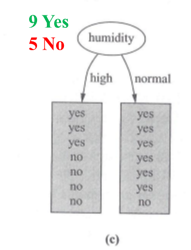 9 Yes
5 No
humidity
high normal
yes yes
yes yes
yes yes
no yes
no yes
no yes
no no
(c)